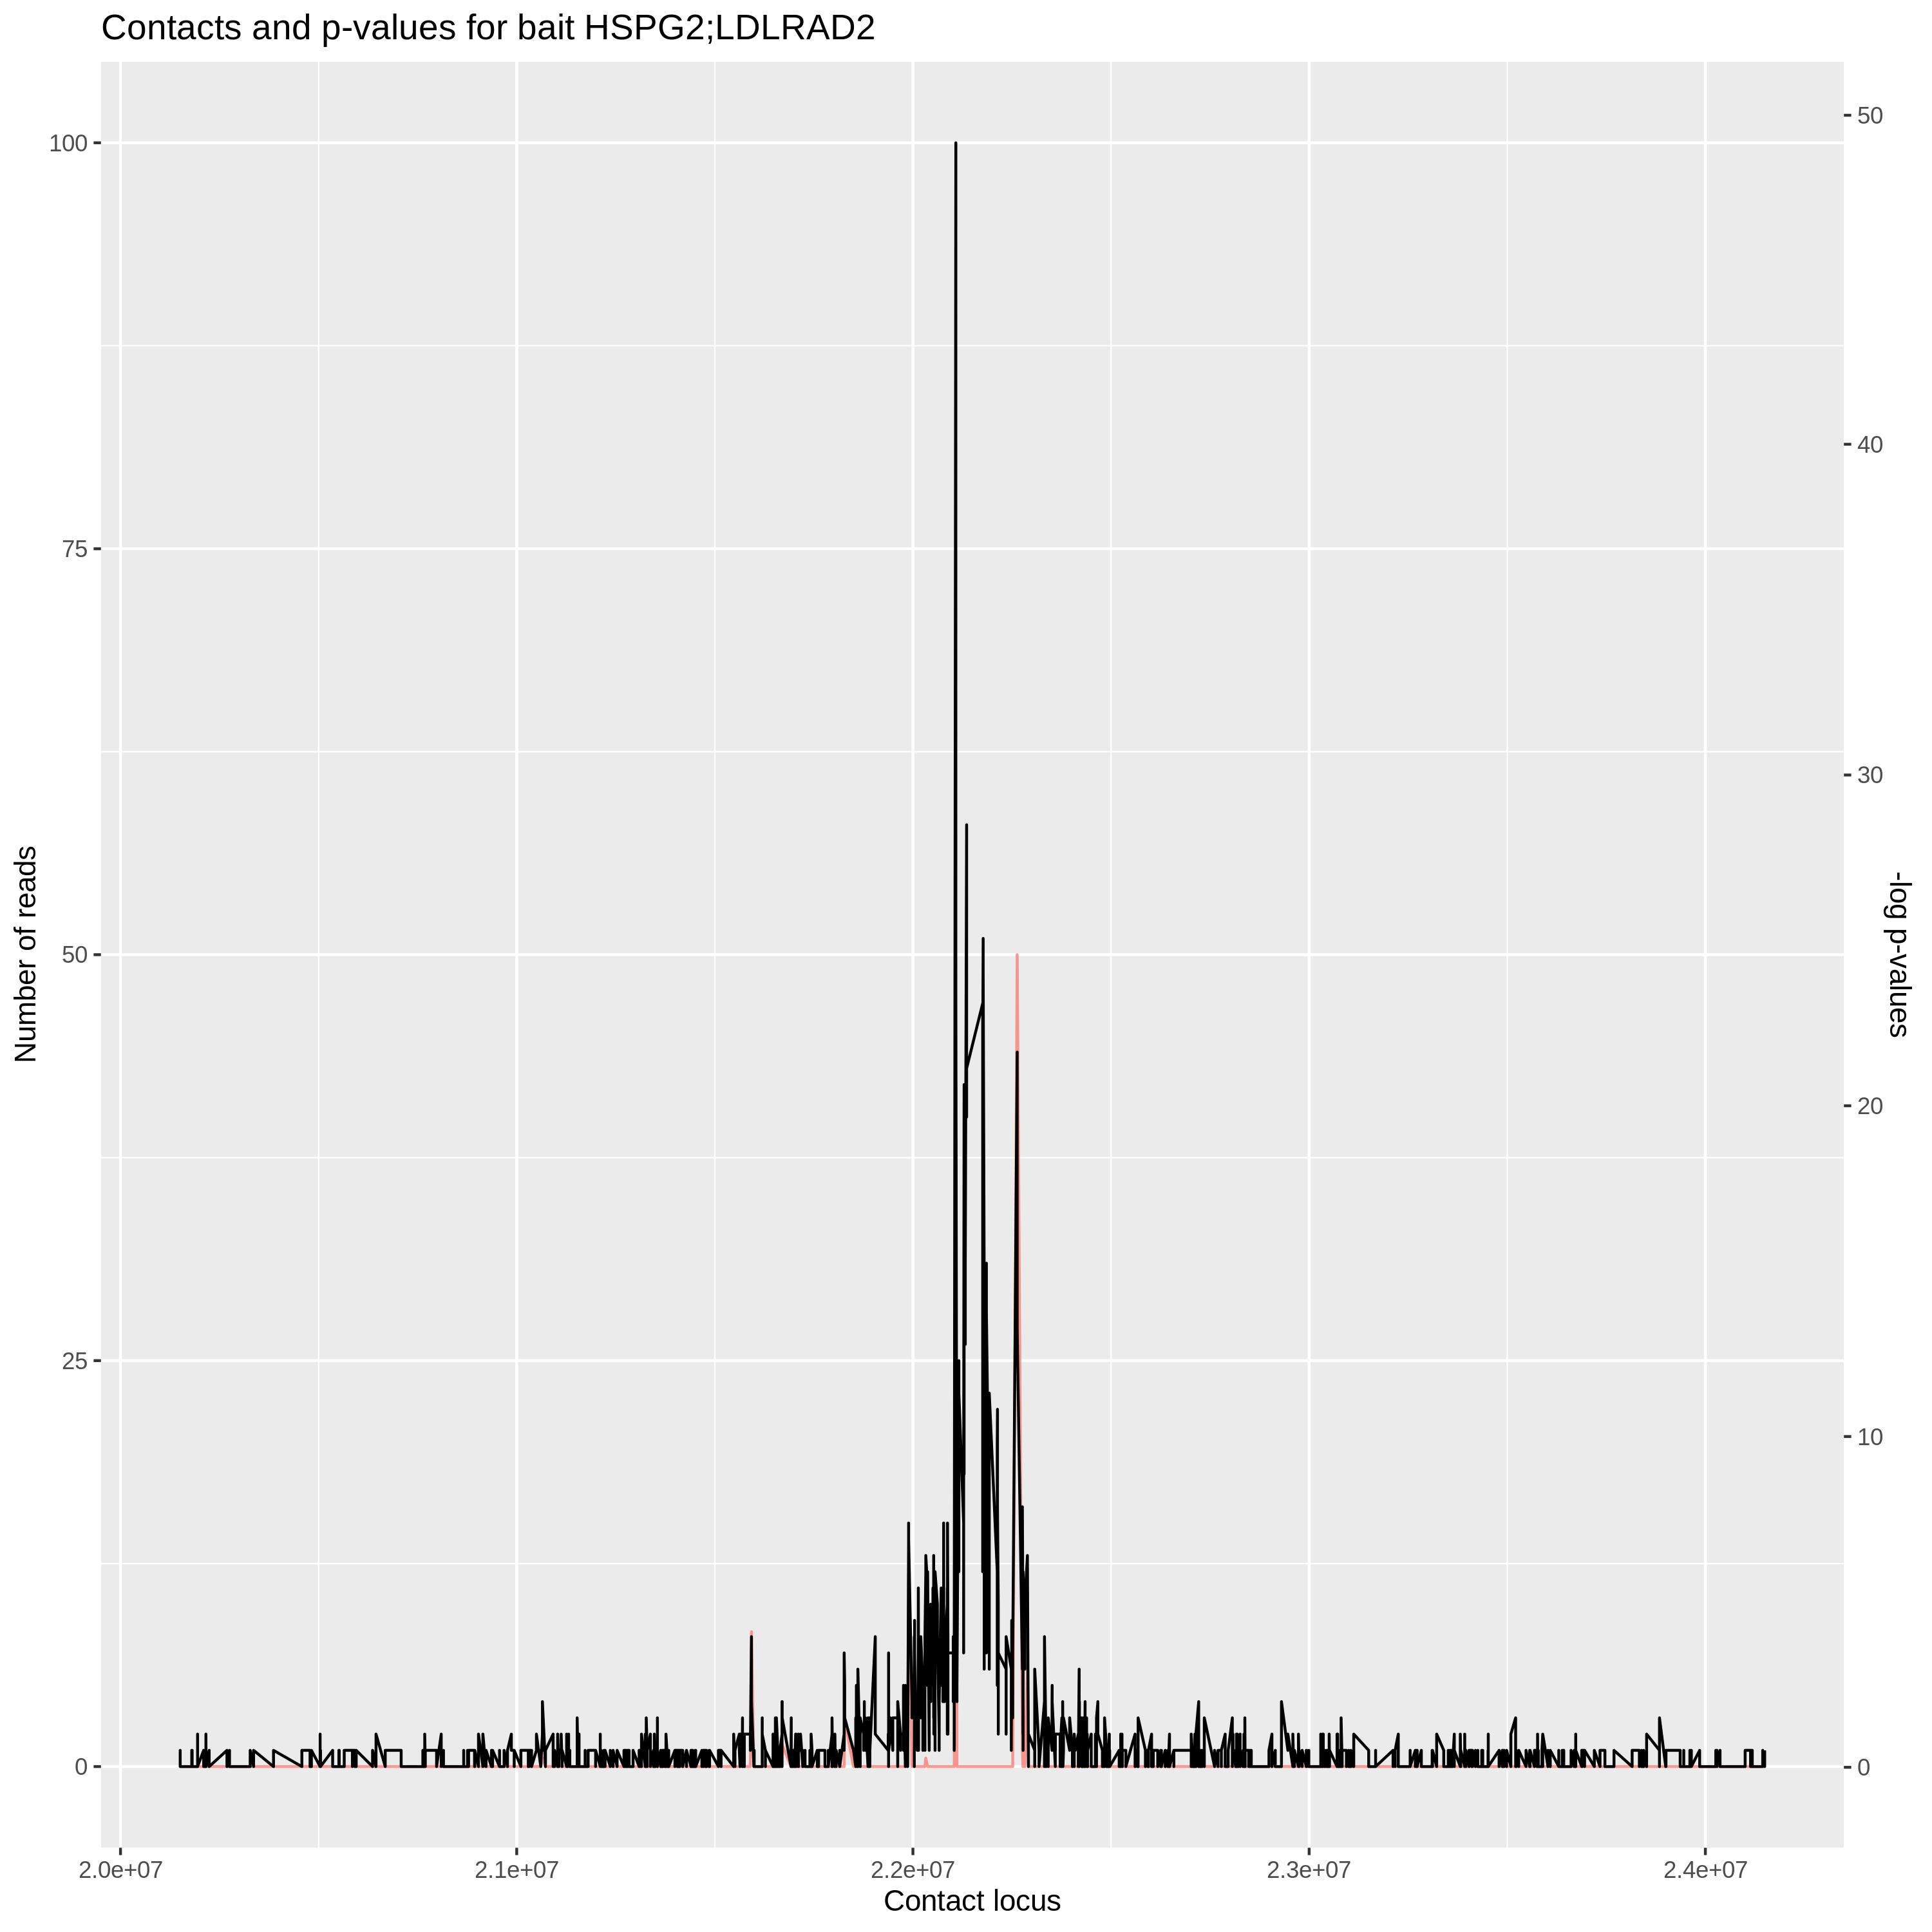 Contacts and p-values for bait HSPG2;LDLRAD2
100
75
50
25
0
Number of reads
50
40
30
20
10
0
-log p-values
2.0e+07
2.1e+07
2.2e+07
2.3e+07
2.4e+07
Contact locus